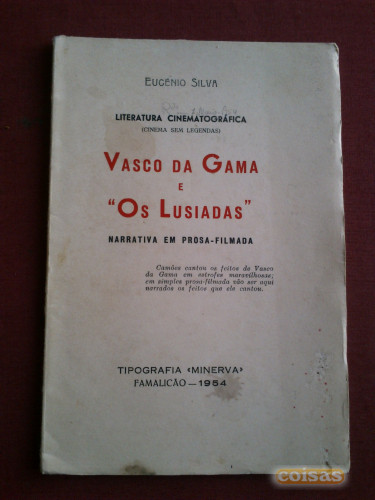 EUGÉNIO SILVA
LITERATURA CINEMATOGRÁFICA
(CINEMA SEM LEGENDAS)
VASCO DA GAMA
E
"OS LUSIADAS"
NARRATIVA EM PROSA-FILMADA
Camões cantou os feitos de Vasco
da Gama em estrofes maravilhosas;
em simples prosa-filmada vão ser aqui
narrados os feitos que ele cantou.
TIPOGRAFIA «MINERVA»
FAMALICÃO — 1954
coisas